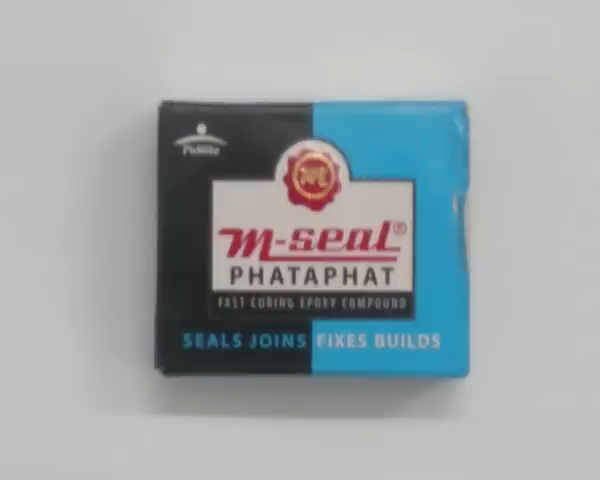 Pidilite
m-seal®
PHATAPHAT
FAST CURING EPOXY COMPOUND
SEALS JOINS FIXES BUILDS